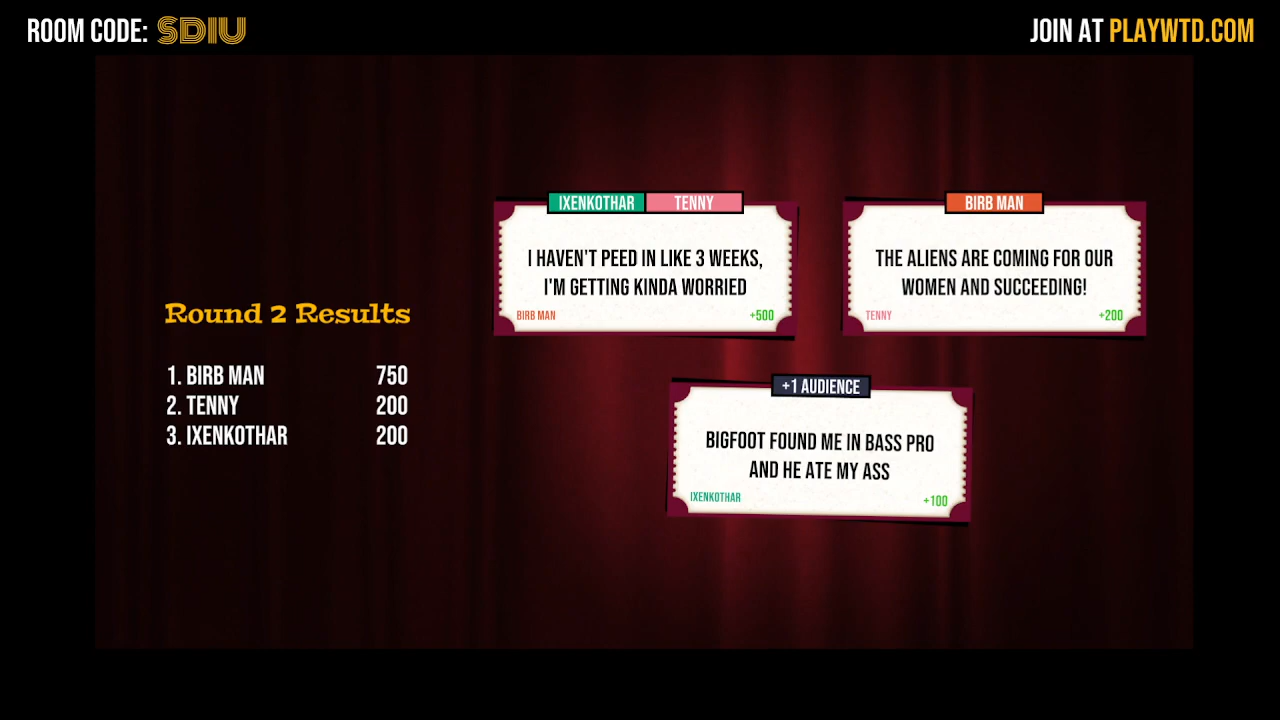 ROOM CODE: SDIU
JOIN AT PLAYWTD.COM
Round 2 Results
1. BIRB MAN 750
2. TENNY 200
3. IXENKOTHAR 200
IXENKOTHAR TENNY
I HAVEN'T PEED IN LIKE 3 WEEKS,
I'M GETTING KINDA WORRIED
BIRB MAN +500
BIRB MAN
THE ALIENS ARE COMING FOR OUR
WOMEN AND SUCCEEDING!
TENNY +200
+1 AUDIENCE
BIGFOOT FOUND ME IN BASS PRO
AND HE ATE MY ASS
IXENKOTHAR +100